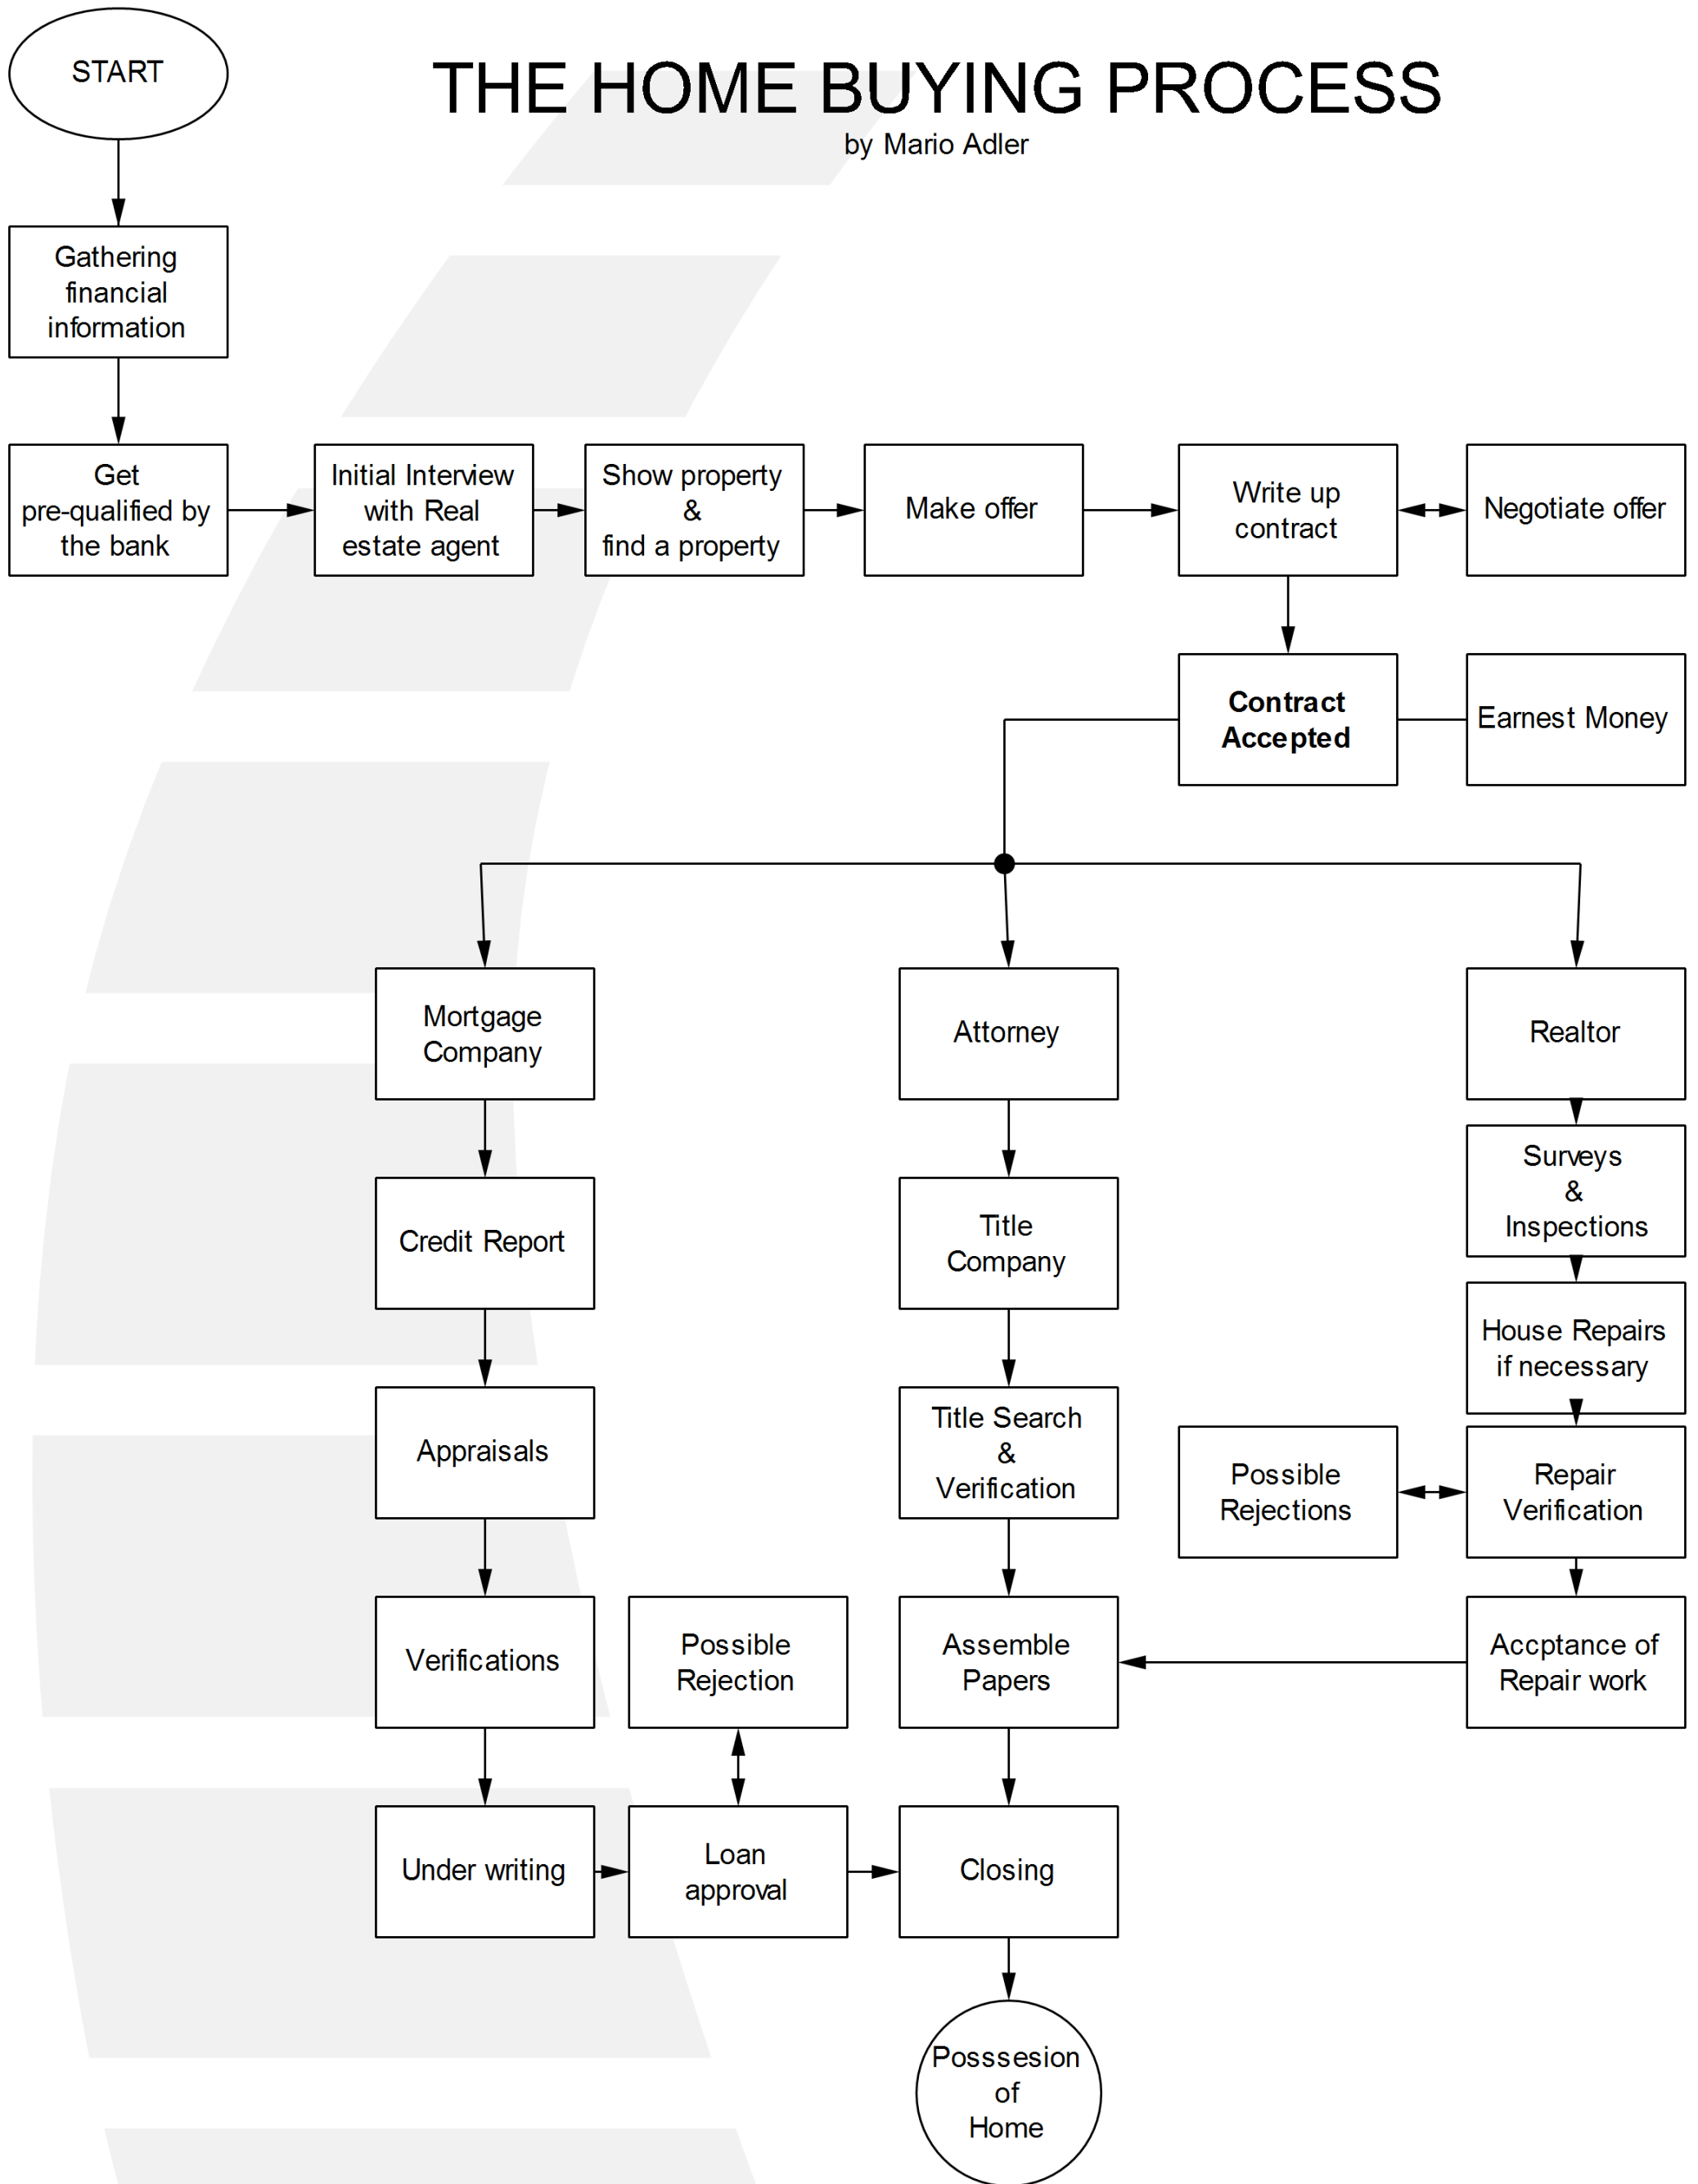 START
THE HOME BUYING PROCESS
by Mario Adler
Gathering
financial
information
Get
pre-qualified by
the bank
Initial Interview
with Real
estate agent
Show property
&
find a property
Make offer
Write up
contract
Negotiate offer
Contract
Accepted
Earnest Money
Mortgage
Company
Attorney
Realtor
Surveys
&
Inspections
Credit Report
Title
Company
House Repairs
if necessary
Appraisals
Title Search
&
Verification
Possible
Rejections
Repair
Verification
Verifications
Possible
Rejection
Assemble
Papers
Accptance of
Repair work
Under writing
Loan
approval
Closing
Posssesion
of
Home